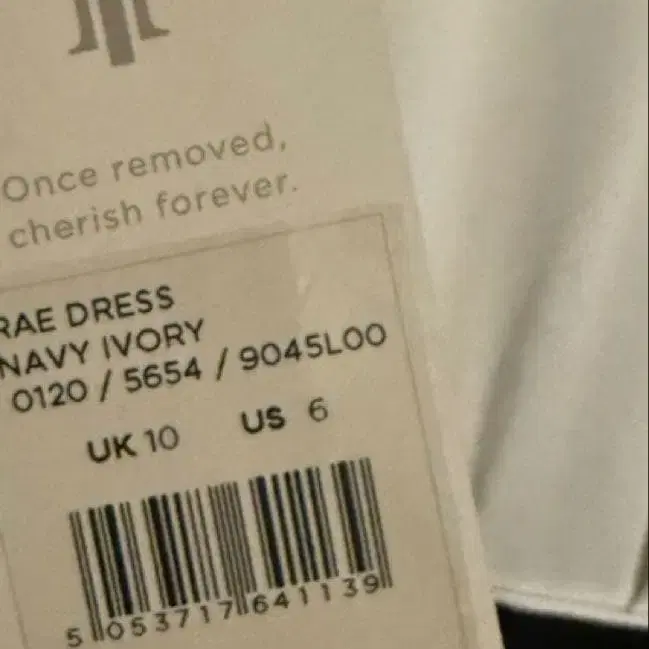 Once removed,
cherish forever.
RAE DRESS
NAVY IVORY
0120 / 5654 / 9045L00
UK 10 US 6
5 053717 641139